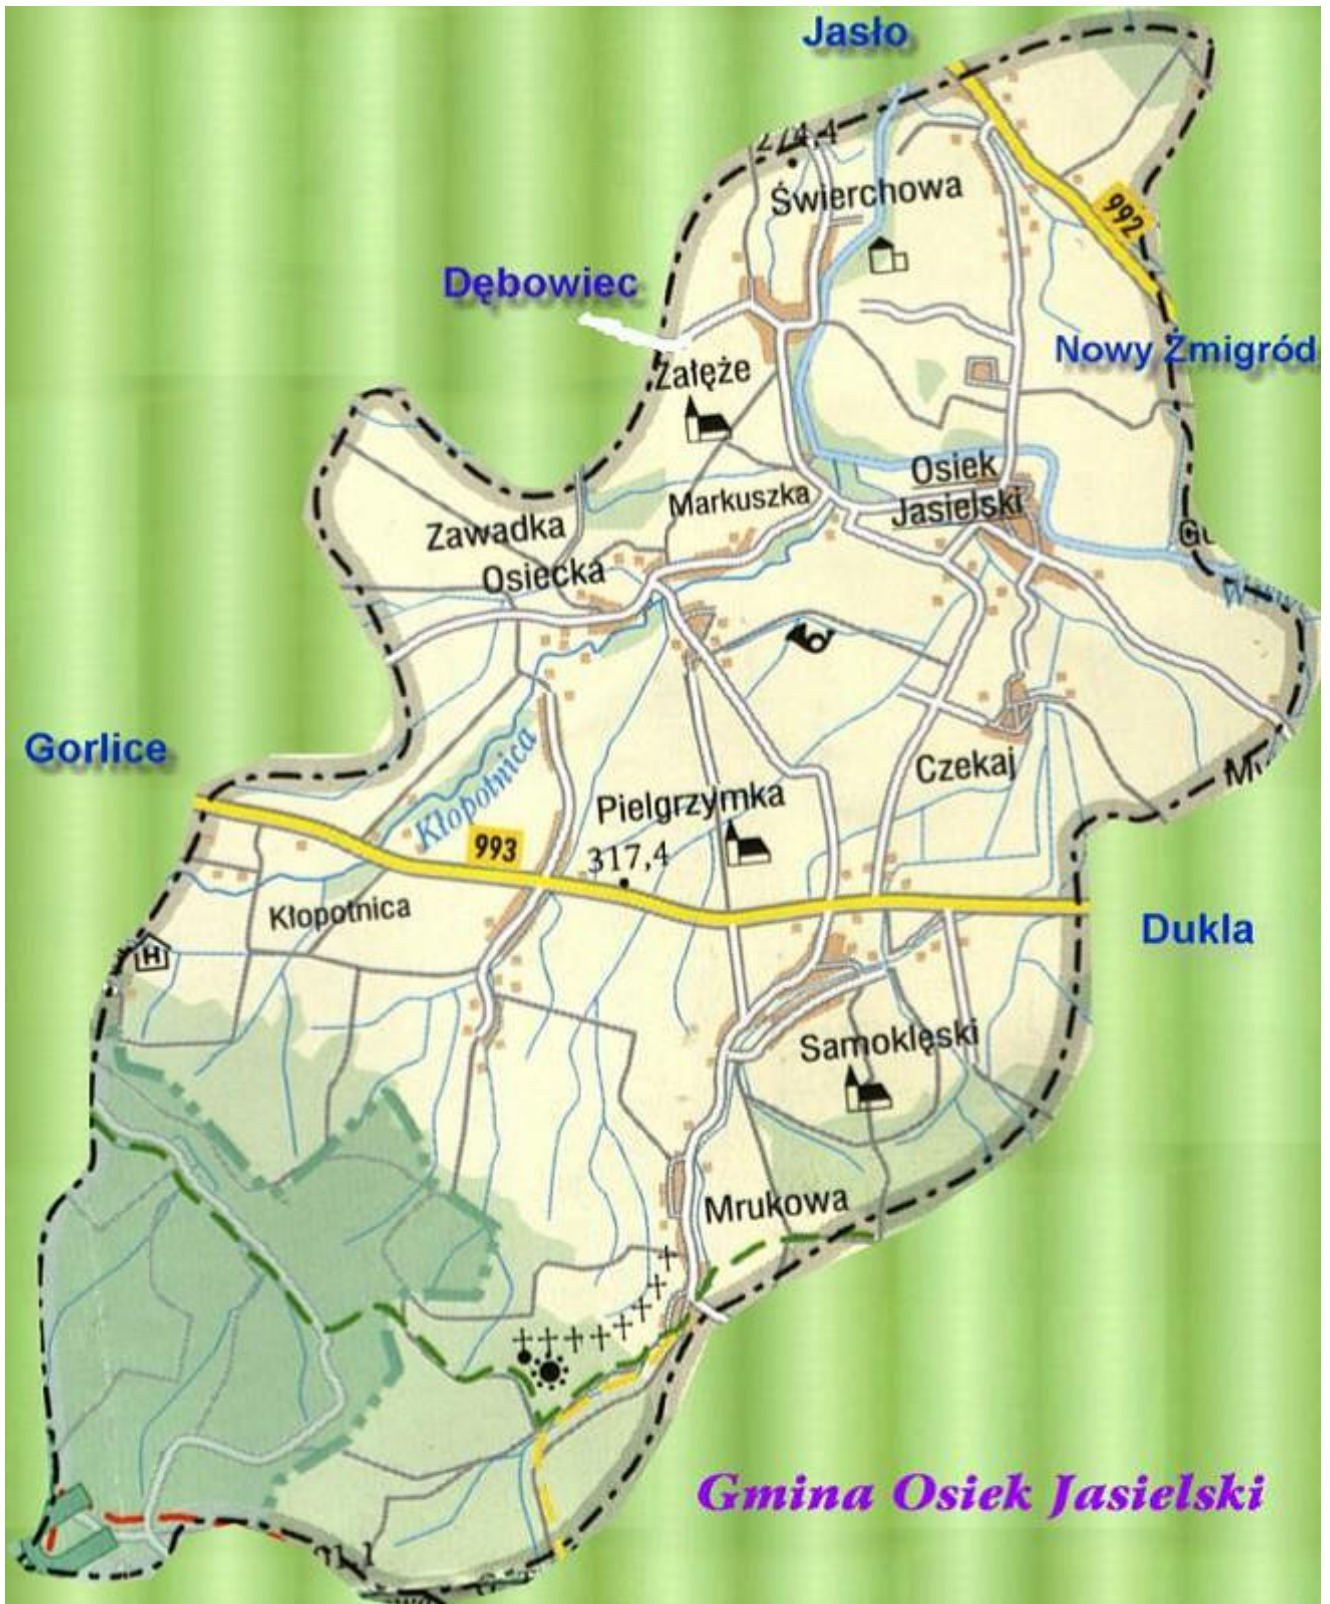 Jasło
274,4
Świerchowa
992
Dębowiec
Nowy Żmigród
Załęże
Osiek
Jasielski
Markuszka
Zawadka
Osiecka
Gorlice
Czekaj
Kłopotnica
Pielgrzymka
993
317,4
Kłopotnica
Dukla
H
Samoklęski
Mrukowa
Gmina Osiek Jasielski